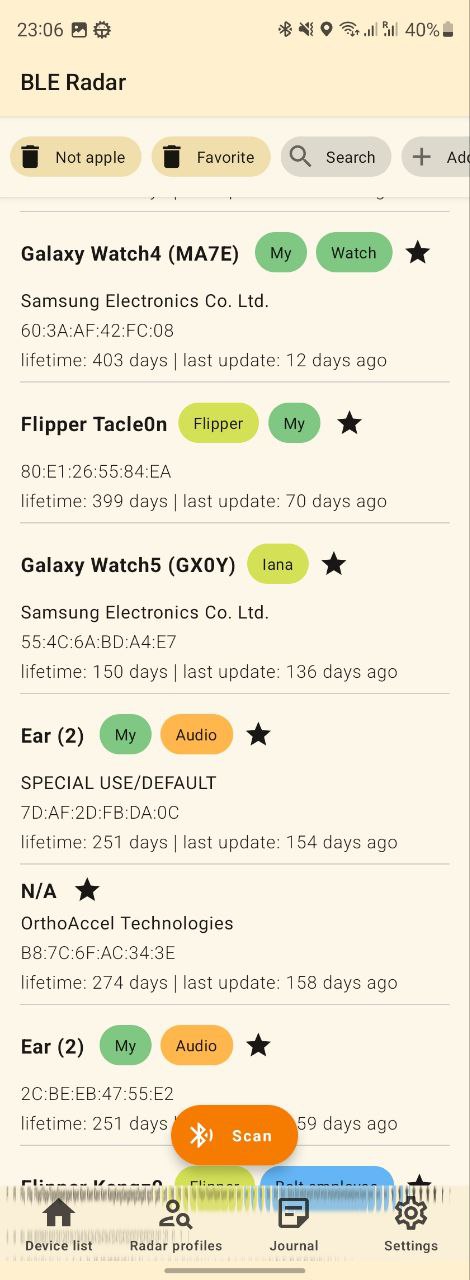 23:06 40%
BLE Radar
Not apple Favorite Search
Galaxy Watch4 (MA7E) My Watch
Samsung Electronics Co. Ltd.
60:3A:AF:42:FC:08
lifetime: 403 days | last update: 12 days ago
Flipper Tacle0n Flipper My
80:E1:26:55:84:EA
lifetime: 399 days | last update: 70 days ago
Galaxy Watch5 (GX0Y) Iana
Samsung Electronics Co. Ltd.
55:4C:6A:BD:A4:E7
lifetime: 150 days | last update: 136 days ago
Ear (2) My Audio
SPECIAL USE/DEFAULT
7D:AF:2D:FB:DA:0C
lifetime: 251 days | last update: 154 days ago
N/A
OrthoAccel Technologies
B8:7C:6F:AC:34:3E
lifetime: 274 days | last update: 158 days ago
Ear (2) My Audio
2C:BE:EB:47:55:E2
lifetime: 251 days 59 days ago
Scan
Device list Radar profiles Journal Settings